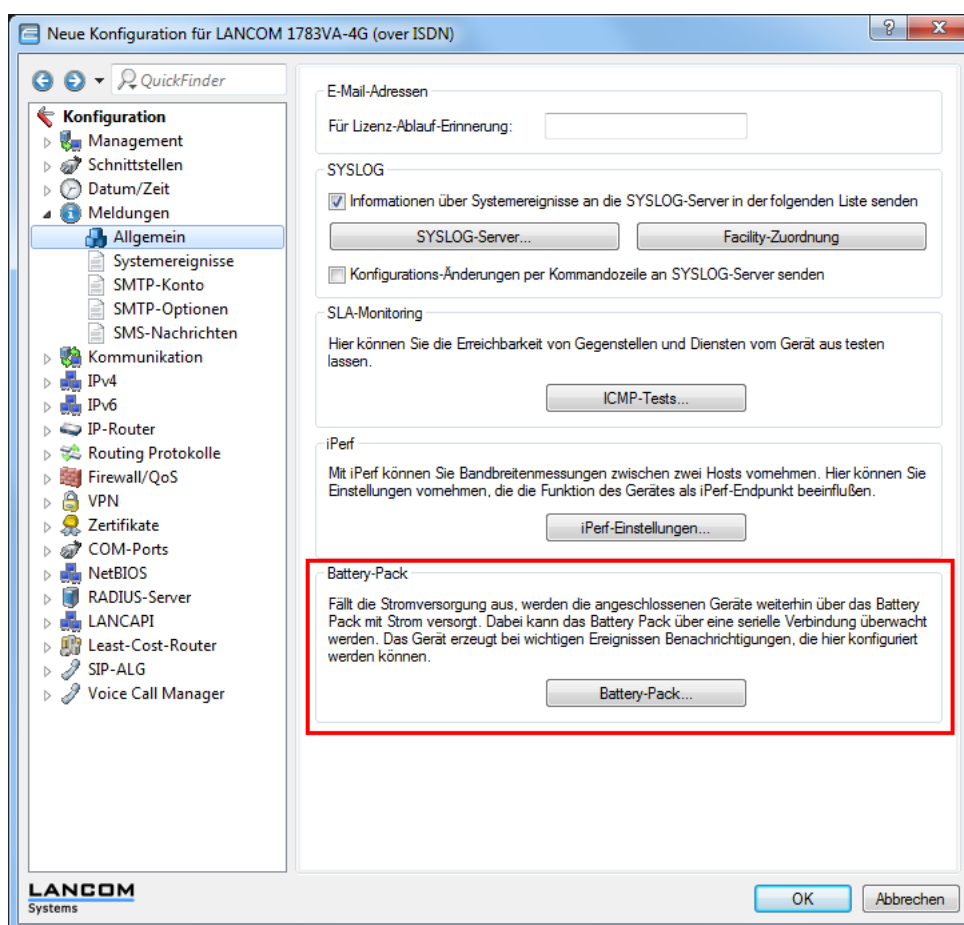 Neue Konfiguration für LANCOM 1783VA-4G (over ISDN)
?
QuickFinder
Konfiguration
Management
Schnittstellen
Datum/Zeit
Meldungen
Allgemein
Systemereignisse
SMTP-Konto
SMTP-Optionen
SMS-Nachrichten
Kommunikation
IPv4
IPv6
IP-Router
Routing Protokolle
Firewall/QoS
VPN
Zertifikate
COM-Ports
NetBIOS
RADIUS-Server
LANCAPI
Least-Cost-Router
SIP-ALG
Voice Call Manager
E-Mail-Adressen
Für Lizenz-Ablauf-Erinnerung:
SYSLOG
Informationen über Systemereignisse an die SYSLOG-Server in der folgenden Liste senden
SYSLOG-Server... Facility-Zuordnung
Konfigurations-Änderungen per Kommandozeile an SYSLOG-Server senden
SLA-Monitoring
Hier können Sie die Erreichbarkeit von Gegenstellen und Diensten vom Gerät aus testen
lassen.
ICMP-Tests...
iPerf
Mit iPerf können Sie Bandbreitenmessungen zwischen zwei Hosts vornehmen. Hier können Sie
Einstellungen vornehmen, die die Funktion des Gerätes als iPerf-Endpunkt beeinflußen.
iPerf-Einstellungen...
Battery-Pack
Fällt die Stromversorgung aus, werden die angeschlossenen Geräte weiterhin über das Battery
Pack mit Strom versorgt. Dabei kann das Battery Pack über eine serielle Verbindung überwacht
werden. Das Gerät erzeugt bei wichtigen Ereignissen Benachrichtigungen, die hier konfiguriert
werden können.
Battery-Pack...
LANCOM
Systems
OK Abbrechen